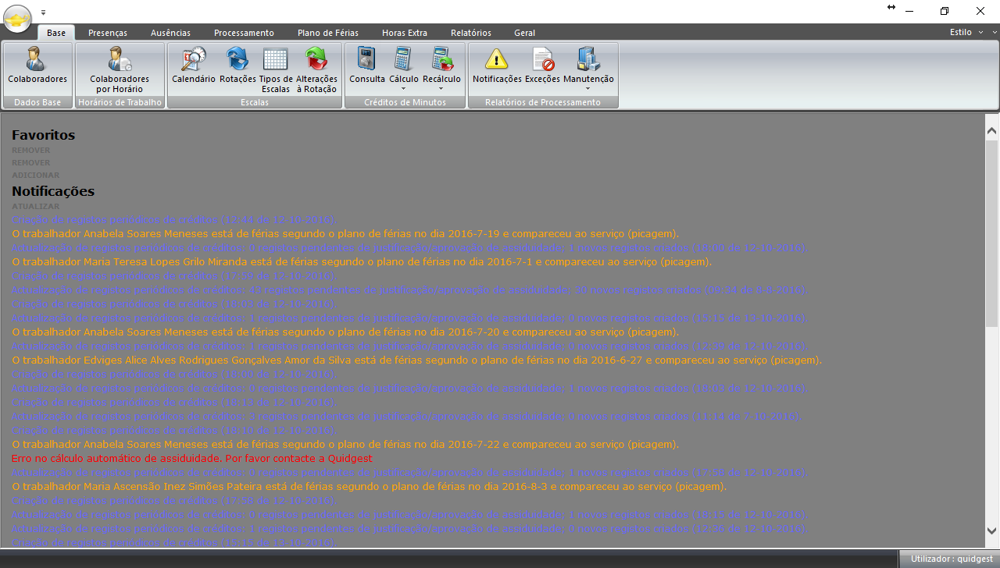 Base Presenças Ausências Processamento Plano de Férias Horas Extra Relatórios Geral Estilo
Colaboradores
Dados Base
Colaboradores
por Horário
Horários de Trabalho
Calendário Rotações Tipos de Escalas Alterações à Rotação
Escalas
Consulta Cálculo Recálculo
Créditos de Minutos
Notificações Exceções Manutenção
Relatórios de Processamento
Favoritos
REMOVER
REMOVER
ADICIONAR
Notificações
ATUALIZAR
Criação de registos periódicos de créditos (12:44 de 12-10-2016).
O trabalhador Anabela Soares Meneses está de férias segundo o plano de férias no dia 2016-7-19 e compareceu ao serviço (picagem).
Actualização de registos periódicos de créditos: 0 registos pendentes de justificação/aprovação de assiduidade; 1 novos registos criados (18:00 de 12-10-2016).
O trabalhador Maria Teresa Lopes Grilo Miranda está de férias segundo o plano de férias no dia 2016-7-1 e compareceu ao serviço (picagem).
Criação de registos periódicos de créditos (17:59 de 12-10-2016).
Actualização de registos periódicos de créditos: 43 registos pendentes de justificação/aprovação de assiduidade; 30 novos registos criados (09:34 de 8-8-2016).
Criação de registos periódicos de créditos (18:03 de 12-10-2016).
Actualização de registos periódicos de créditos: 1 registos pendentes de justificação/aprovação de assiduidade; 0 novos registos criados (15:15 de 13-10-2016).
O trabalhador Anabela Soares Meneses está de férias segundo o plano de férias no dia 2016-7-20 e compareceu ao serviço (picagem).
Actualização de registos periódicos de créditos: 1 registos pendentes de justificação/aprovação de assiduidade; 0 novos registos criados (12:39 de 12-10-2016).
O trabalhador Edviges Alice Alves Rodrigues Gonçalves Amor da Silva está de férias segundo o plano de férias no dia 2016-6-27 e compareceu ao serviço (picagem).
Criação de registos periódicos de créditos (18:00 de 12-10-2016).
Actualização de registos periódicos de créditos: 0 registos pendentes de justificação/aprovação de assiduidade; 1 novos registos criados (18:03 de 12-10-2016).
Criação de registos periódicos de créditos (18:13 de 12-10-2016).
Actualização de registos periódicos de créditos: 3 registos pendentes de justificação/aprovação de assiduidade; 0 novos registos criados (11:14 de 7-10-2016).
Criação de registos periódicos de créditos (18:10 de 12-10-2016).
O trabalhador Anabela Soares Meneses está de férias segundo o plano de férias no dia 2016-7-22 e compareceu ao serviço (picagem).
Erro no cálculo automático de assiduidade. Por favor contacte a Quidgest
Actualização de registos periódicos de créditos: 0 registos pendentes de justificação/aprovação de assiduidade; 1 novos registos criados (17:58 de 12-10-2016).
O trabalhador Maria Ascensão Inez Simões Pateira está de férias segundo o plano de férias no dia 2016-8-3 e compareceu ao serviço (picagem).
Criação de registos periódicos de créditos (17:58 de 12-10-2016).
Actualização de registos periódicos de créditos: 0 registos pendentes de justificação/aprovação de assiduidade; 1 novos registos criados (18:15 de 12-10-2016).
Actualização de registos periódicos de créditos: 1 registos pendentes de justificação/aprovação de assiduidade; 0 novos registos criados (12:36 de 12-10-2016).
Criação de registos periódicos de créditos (15:15 de 13-10-2016).
Utilizador : quidgest